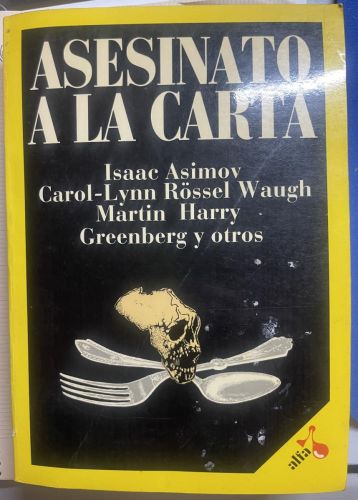 ASESINATO
A LA CARTA
Isaac Asimov
Carol-Lynn Rössel Waugh
Martin Harry
Greenberg y otros
alfa